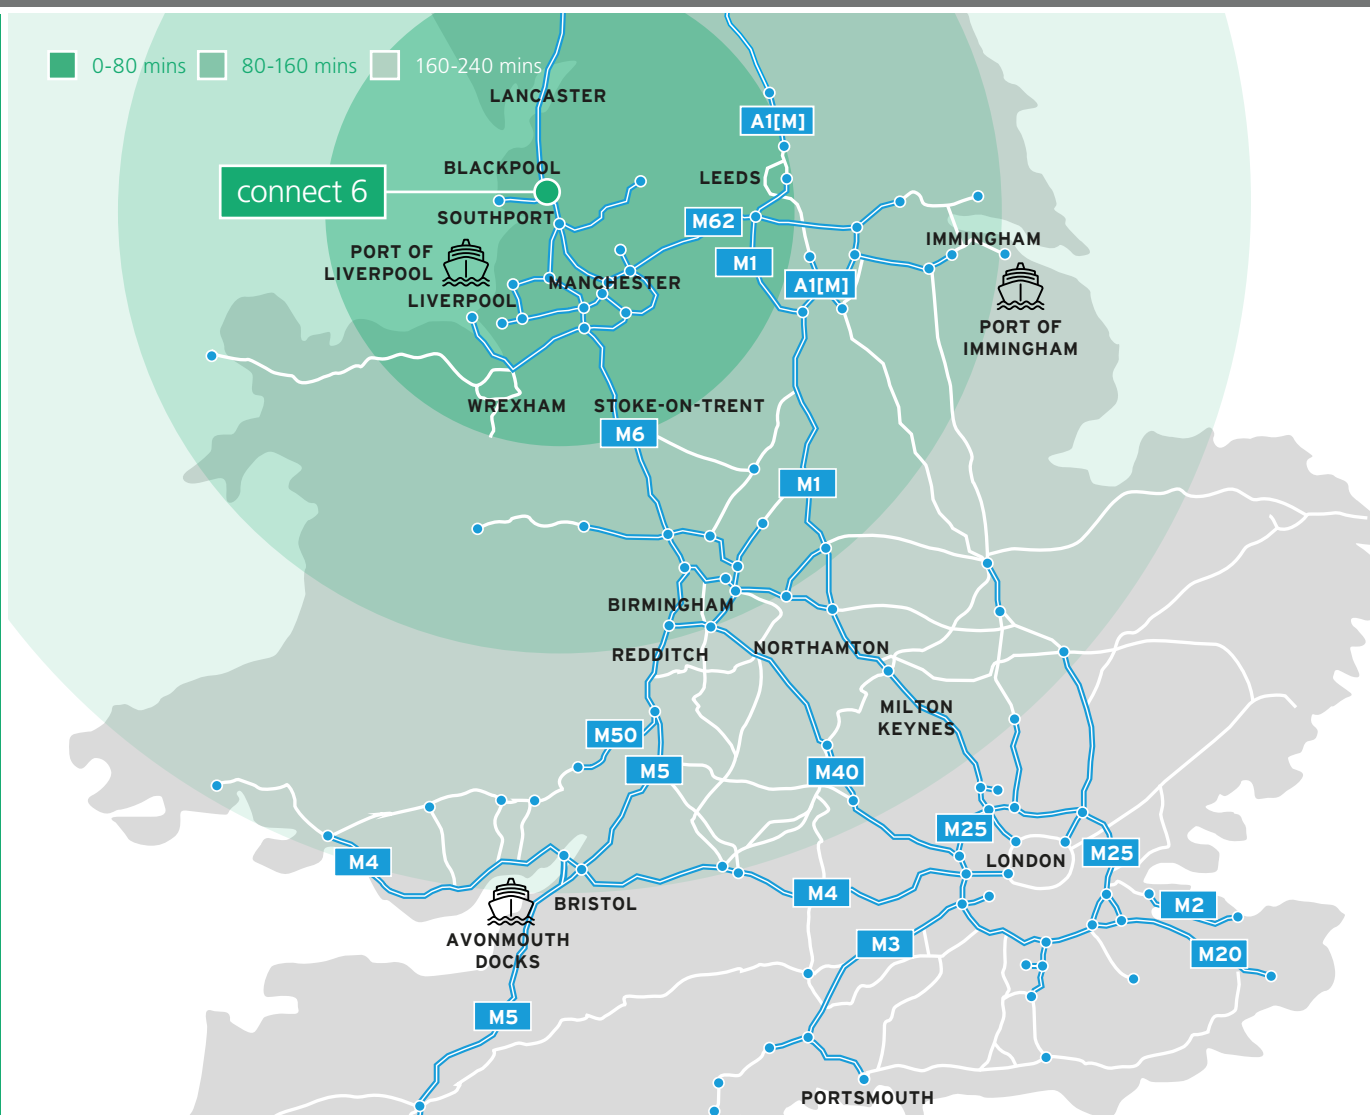 0-80 mins
80-160 mins
160-240 mins
LANCASTER
A1[M]
BLACKPOOL
LEEDS
connect 6
SOUTHPORT
M62
PORT OF
LIVERPOOL
IMMINGHAM
M1
MANCHESTER
A1[M]
LIVERPOOL
PORT OF
IMMINGHAM
WREXHAM
STOKE-ON-TRENT
M6
M1
BIRMINGHAM
REDDITCH
NORTHAMTON
MILTON
KEYNES
M50
M5
M40
M25
M4
LONDON
M25
M4
BRISTOL
M2
AVONMOUTH
DOCKS
M3
M20
M5
PORTSMOUTH